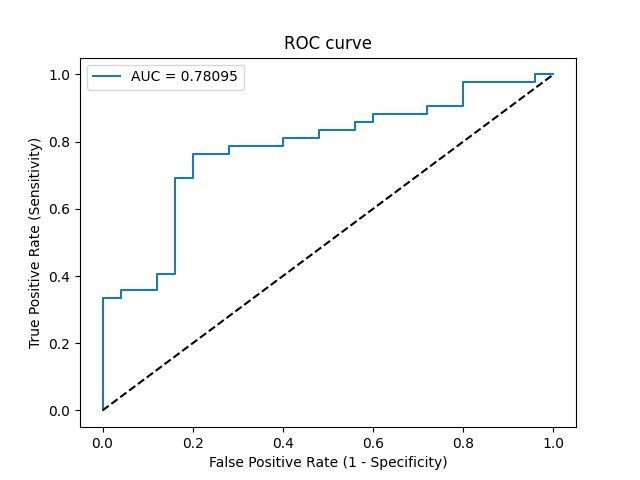 ROC curve
AUC = 0.78095
True Positive Rate (Sensitivity)
1.0
0.8
0.6
0.4
0.2
0.0
0.0 0.2 0.4 0.6 0.8 1.0
False Positive Rate (1 - Specificity)